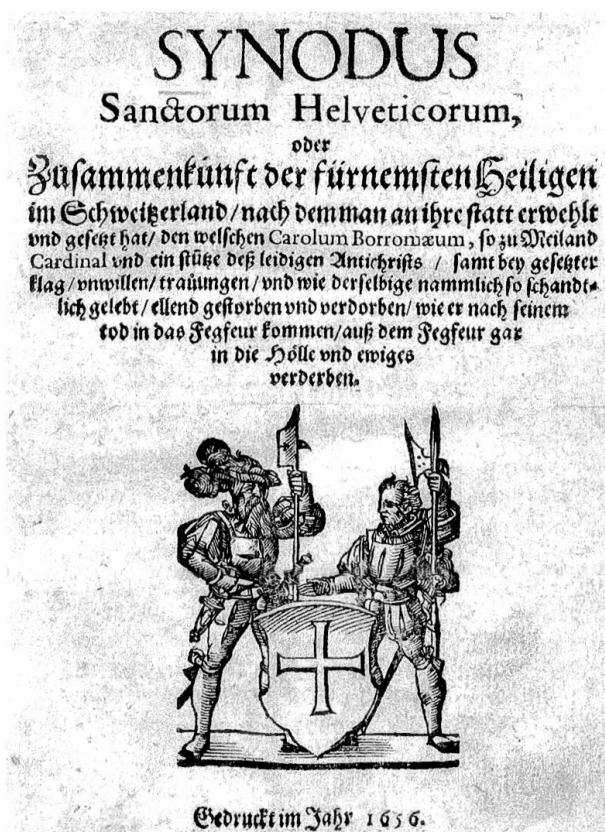 SYNODUS
Sanctorum Helveticorum,
oder
Zusammenkünft der fürnemsten Heiligen
im Schweitzerland/ nach dem man an ihre statt erwehlt
vnd gesetzt hat/ den welschen Carolum Borromæum, so zu Meiland
Cardinal vnd ein stütze deß leidigen Antichrists / samt bey gesetzter
klag/ vnwillen/ traüungen/ vnd wie derselbige nammlich so schandt-
lich gelebt/ ellend gestorben vnd verdorben/ wie er nach seinem
tod in das Fegfeur kommen/ auß dem Fegfeur gar
in die Hölle vnd ewiges
verderben.
Gedruckt im Jahr 1656.